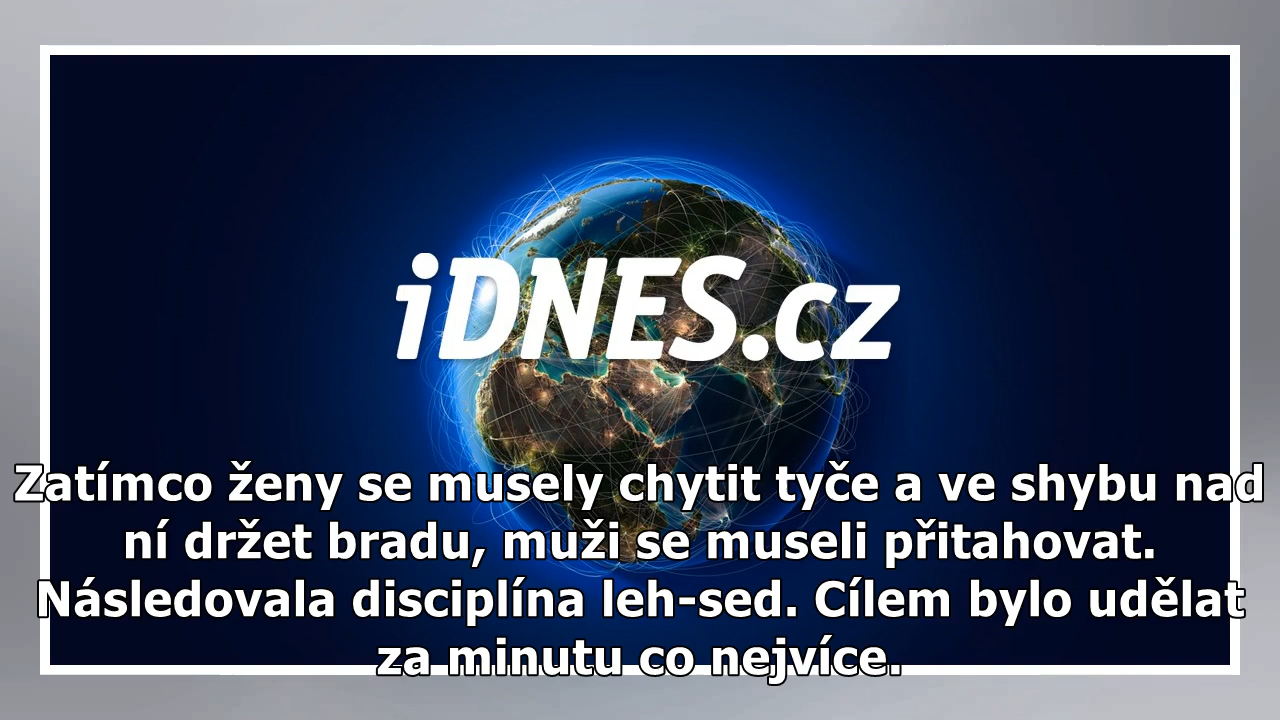 iDNES.cz
Zatímco ženy se musely chytit tyče a ve shybu nad
ní držet bradu, muži se museli přitahovat.
Následovala disciplína leh-sed. Cílem bylo udělat
za minutu co nejvíce.